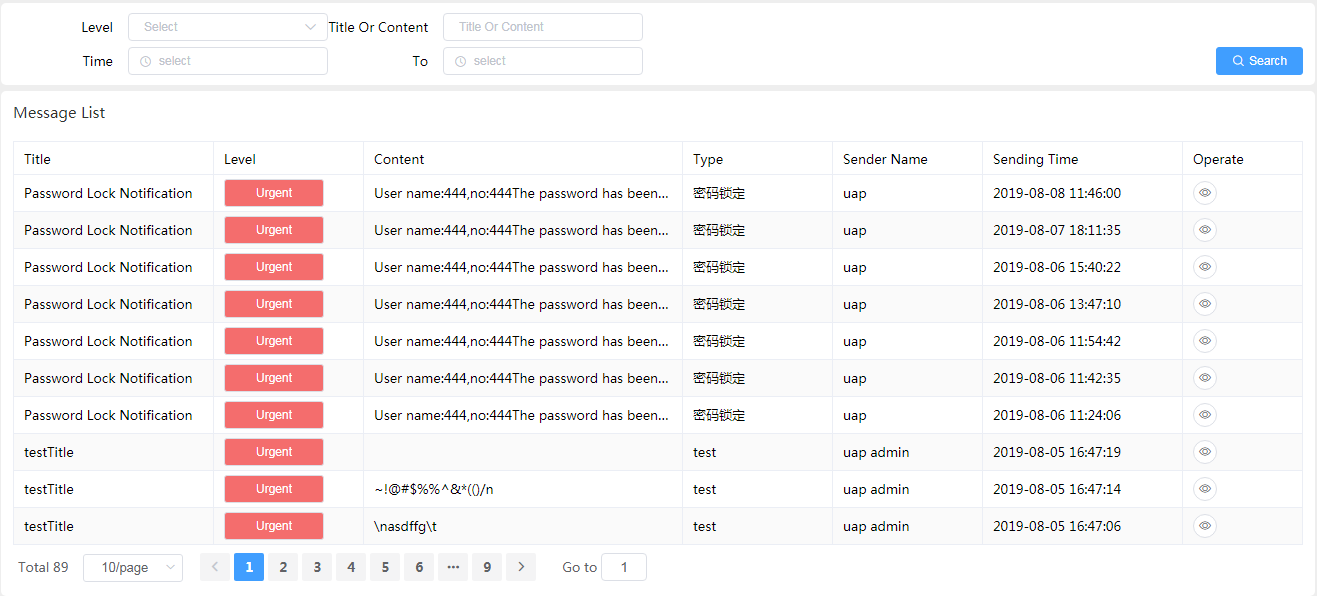 Level Select Title Or Content Title Or Content
Time select To select Search
Message List
Title Level Content Type Sender Name Sending Time Operate
Password Lock Notification Urgent User name:444,no:444The password has been... 密码锁定 uap 2019-08-08 11:46:00
Password Lock Notification Urgent User name:444,no:444The password has been... 密码锁定 uap 2019-08-07 18:11:35
Password Lock Notification Urgent User name:444,no:444The password has been... 密码锁定 uap 2019-08-06 15:40:22
Password Lock Notification Urgent User name:444,no:444The password has been... 密码锁定 uap 2019-08-06 13:47:10
Password Lock Notification Urgent User name:444,no:444The password has been... 密码锁定 uap 2019-08-06 11:54:42
Password Lock Notification Urgent User name:444,no:444The password has been... 密码锁定 uap 2019-08-06 11:42:35
Password Lock Notification Urgent User name:444,no:444The password has been... 密码锁定 uap 2019-08-06 11:24:06
testTitle Urgent test uap admin 2019-08-05 16:47:19
testTitle Urgent ~!@#$%%^&*(()/n test uap admin 2019-08-05 16:47:14
testTitle Urgent \nasdffg\t test uap admin 2019-08-05 16:47:06
Total 89 10/page < 1 2 3 4 5 6 ··· 9 > Go to 1